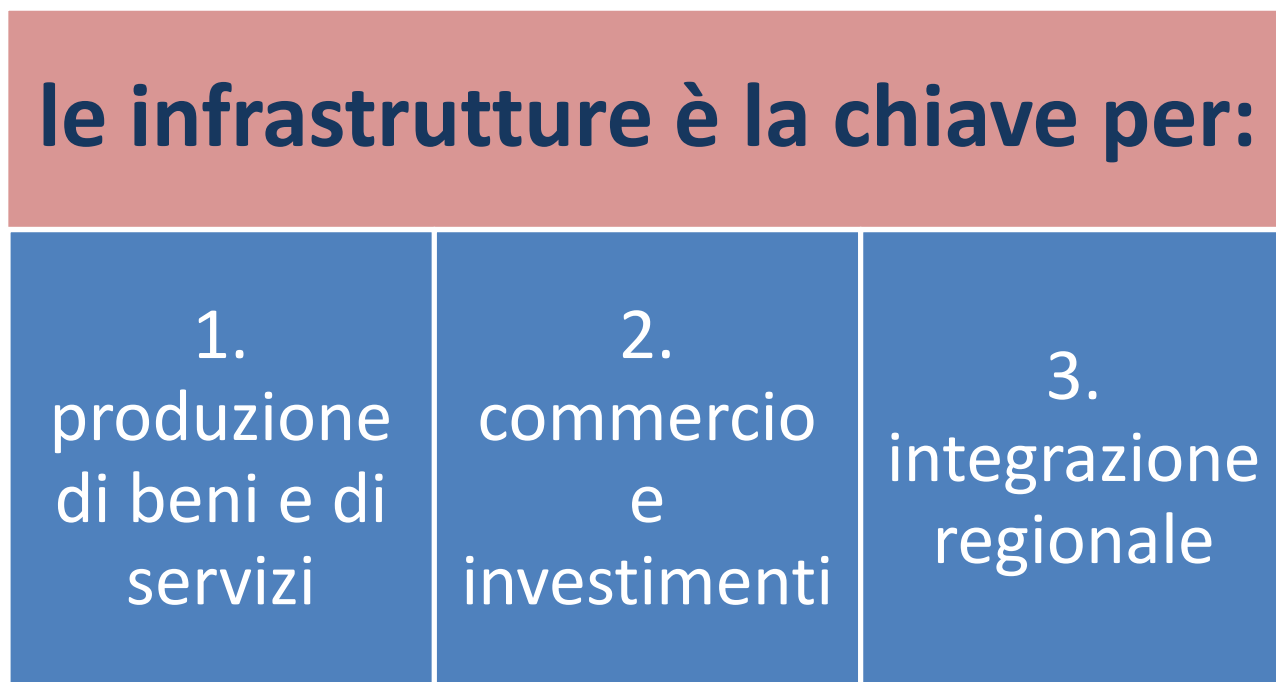 le infrastrutture è la chiave per:
1.
produzione
di beni e di
servizi
2.
commercio
e
investimenti
3.
integrazione
regionale